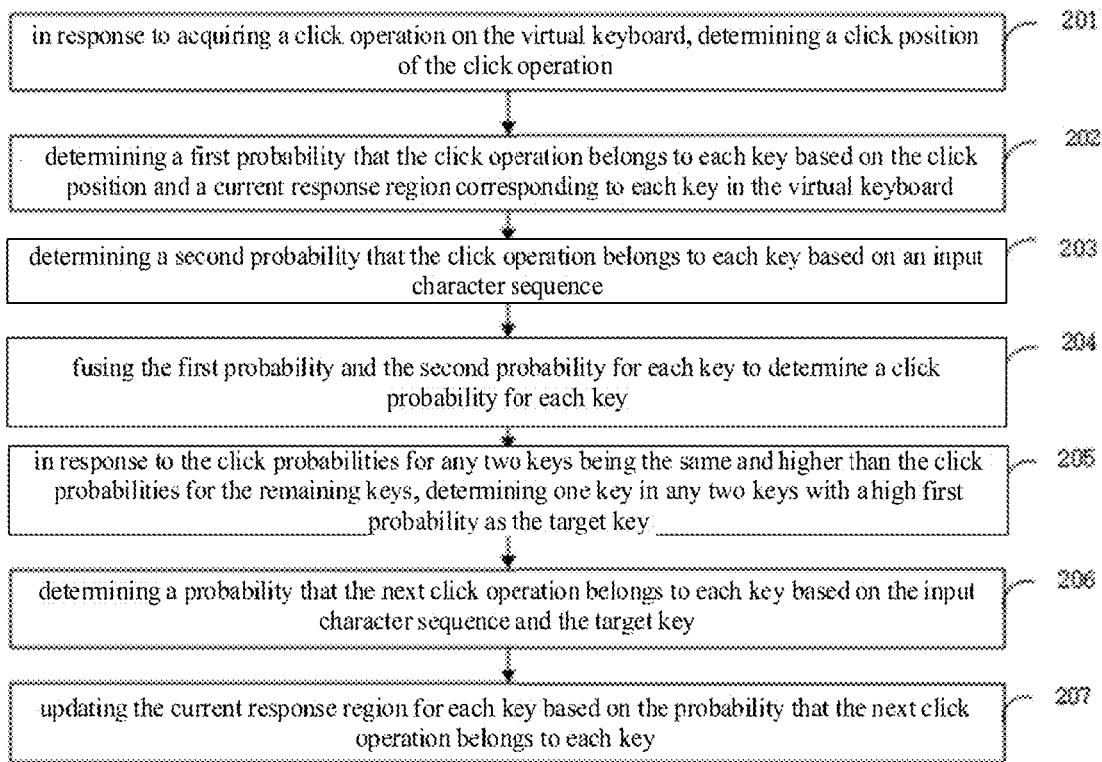 in response to acquiring a click operation on the virtual keyboard, determining a click position
of the click operation
201
determining a first probability that the click operation belongs to each key based on the click
position and a current response region corresponding to each key in the virtual keyboard
202
determining a second probability that the click operation belongs to each key based on an input
character sequence
203
fusing the first probability and the second probability for each key to determine a click
probability for each key
204
in response to the click probabilities for any two keys being the same and higher than the click
probabilities for the remaining keys, determining one key in any two keys with a high first
probability as the target key
205
determining a probability that the next click operation belongs to each key based on the input
character sequence and the target key
206
updating the current response region for each key based on the probability that the next click
operation belongs to each key
207